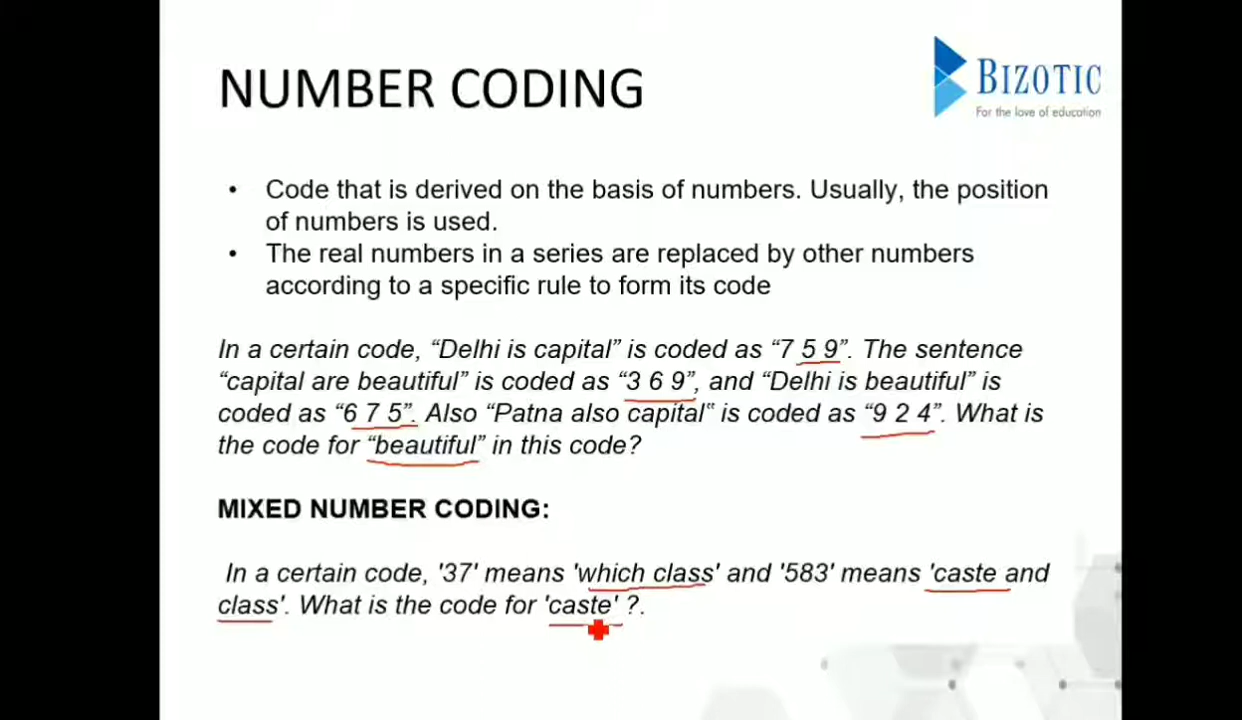 NUMBER CODING
BIZOTIC
For the love of education
• Code that is derived on the basis of numbers. Usually, the position
of numbers is used.
• The real numbers in a series are replaced by other numbers
according to a specific rule to form its code
In a certain code, “Delhi is capital” is coded as “7 5 9”. The sentence
“capital are beautiful” is coded as “3 6 9”, and “Delhi is beautiful” is
coded as “6 7 5”. Also “Patna also capital" is coded as “9 2 4”. What is
the code for “beautiful” in this code?
MIXED NUMBER CODING:
In a certain code, '37' means 'which class' and '583' means 'caste and
class'. What is the code for 'caste' ?.